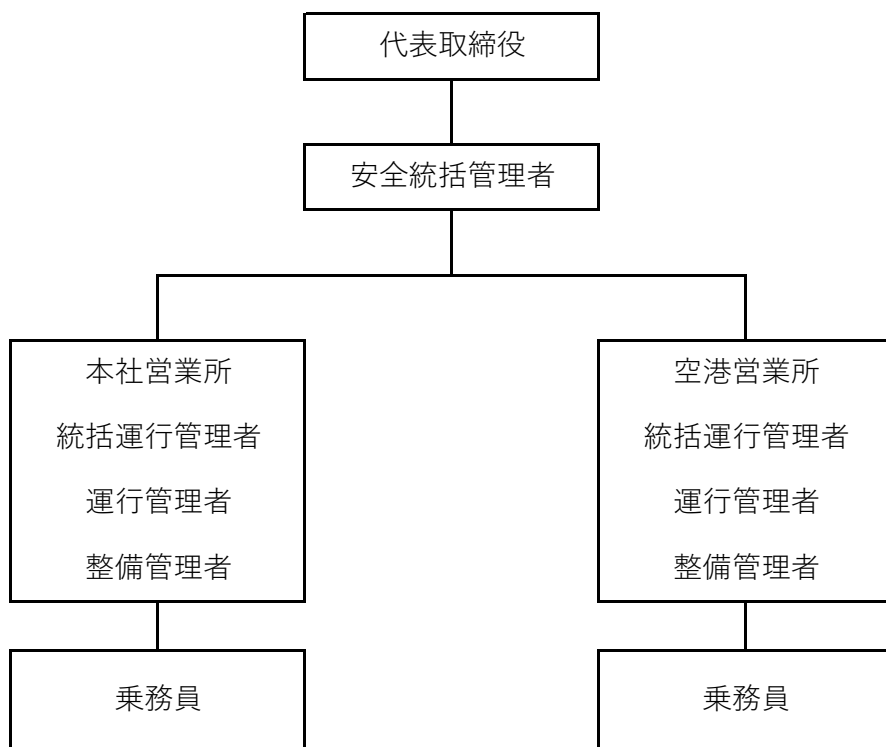 代表取締役
安全統括管理者
本社営業所
統括運行管理者
運行管理者
整備管理者
乗務員
空港営業所
統括運行管理者
運行管理者
整備管理者
乗務員